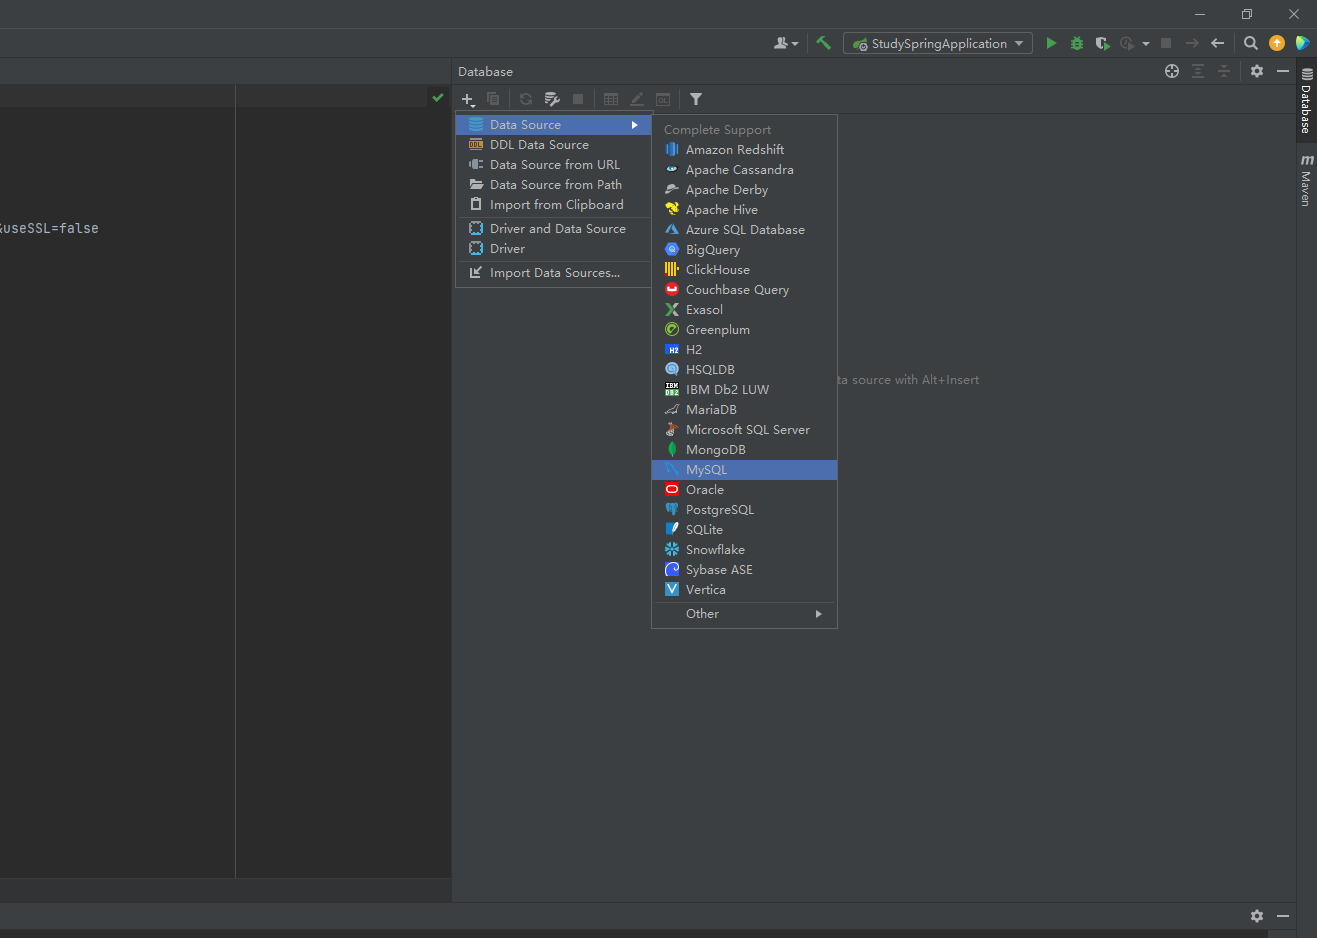 StudySpringApplication
Database
Data Source
DDL Data Source
Data Source from URL
Data Source from Path
Import from Clipboard
Driver and Data Source
Driver
Import Data Sources...
Complete Support
Amazon Redshift
Apache Cassandra
Apache Derby
Apache Hive
Azure SQL Database
BigQuery
ClickHouse
Couchbase Query
Exasol
Greenplum
H2
HSQLDB
IBM Db2 LUW
MariaDB
Microsoft SQL Server
MongoDB
MySQL
Oracle
PostgreSQL
SQLite
Snowflake
Sybase ASE
Vertica
Other
&useSSL=false
ta source with Alt+Insert
Database
m
Maven